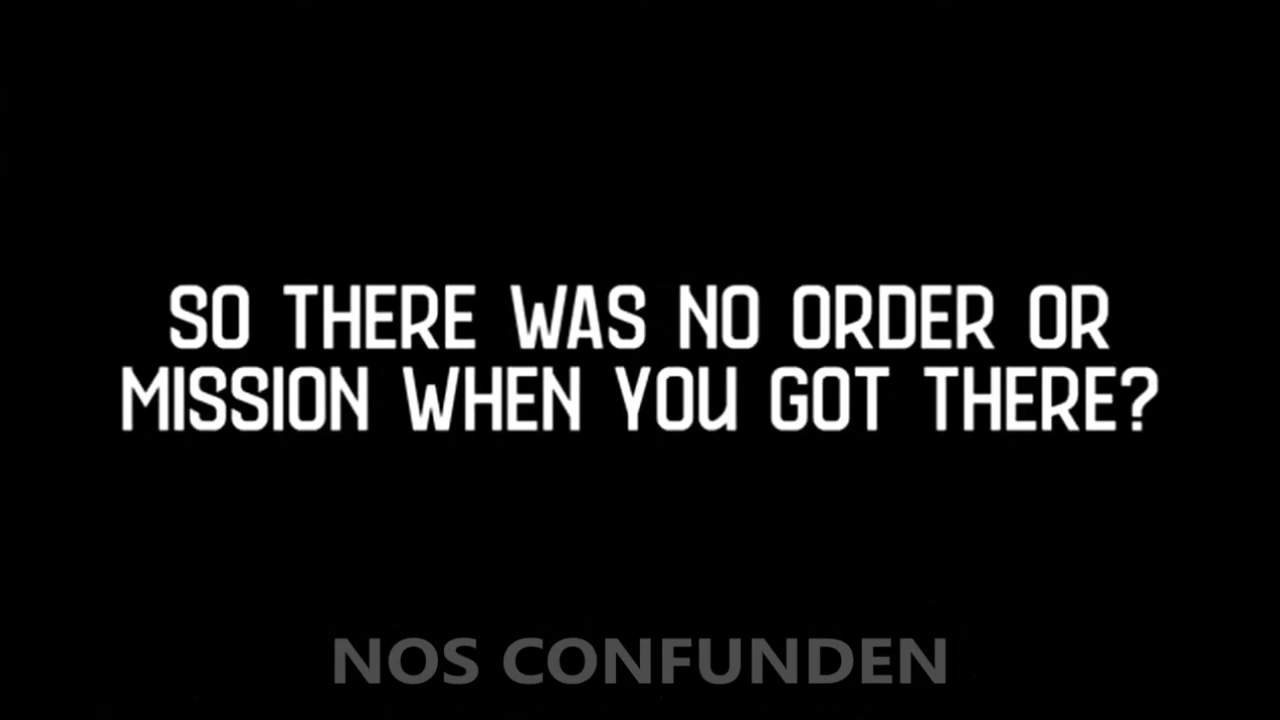 SO THERE WAS NO ORDER OR
MISSION WHEN YOU GOT THERE?
NOS CONFUNDEN